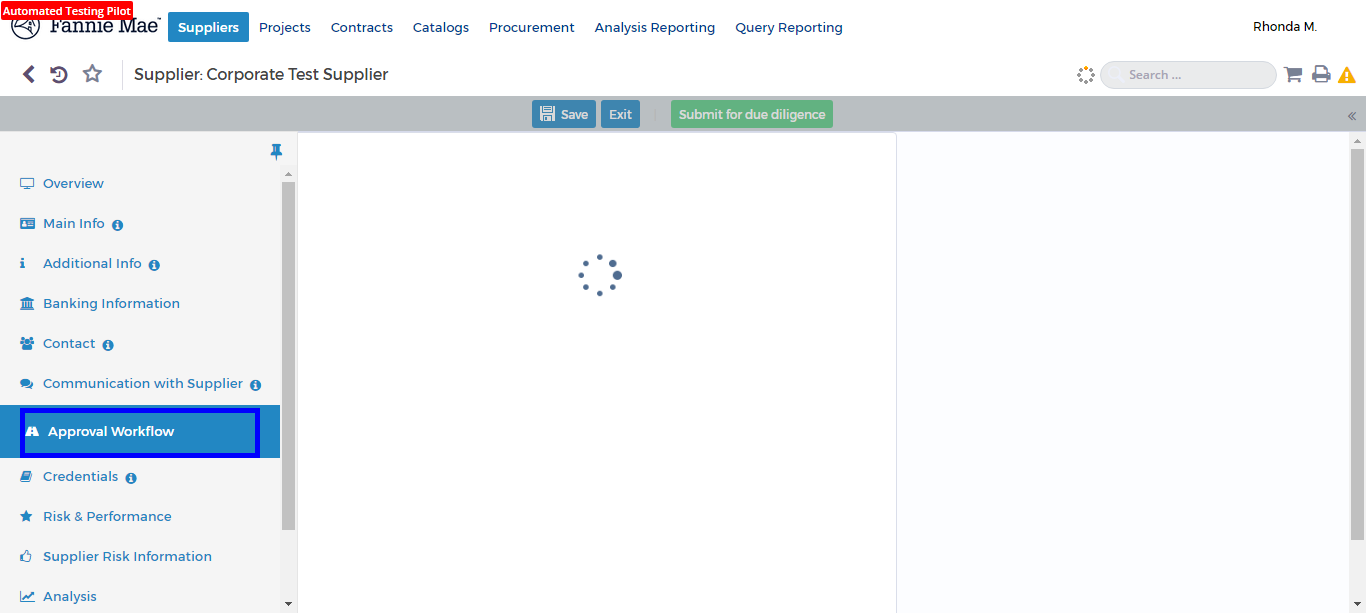 Automated Testing Pilot
Fannie Mae™ Suppliers Projects Contracts Catalogs Procurement Analysis Reporting Query Reporting Rhonda M.
Supplier: Corporate Test Supplier Search ...
Save Exit Submit for due diligence
Overview
Main Info
Additional Info
Banking Information
Contact
Communication with Supplier
Approval Workflow
Credentials
Risk & Performance
Supplier Risk Information
Analysis